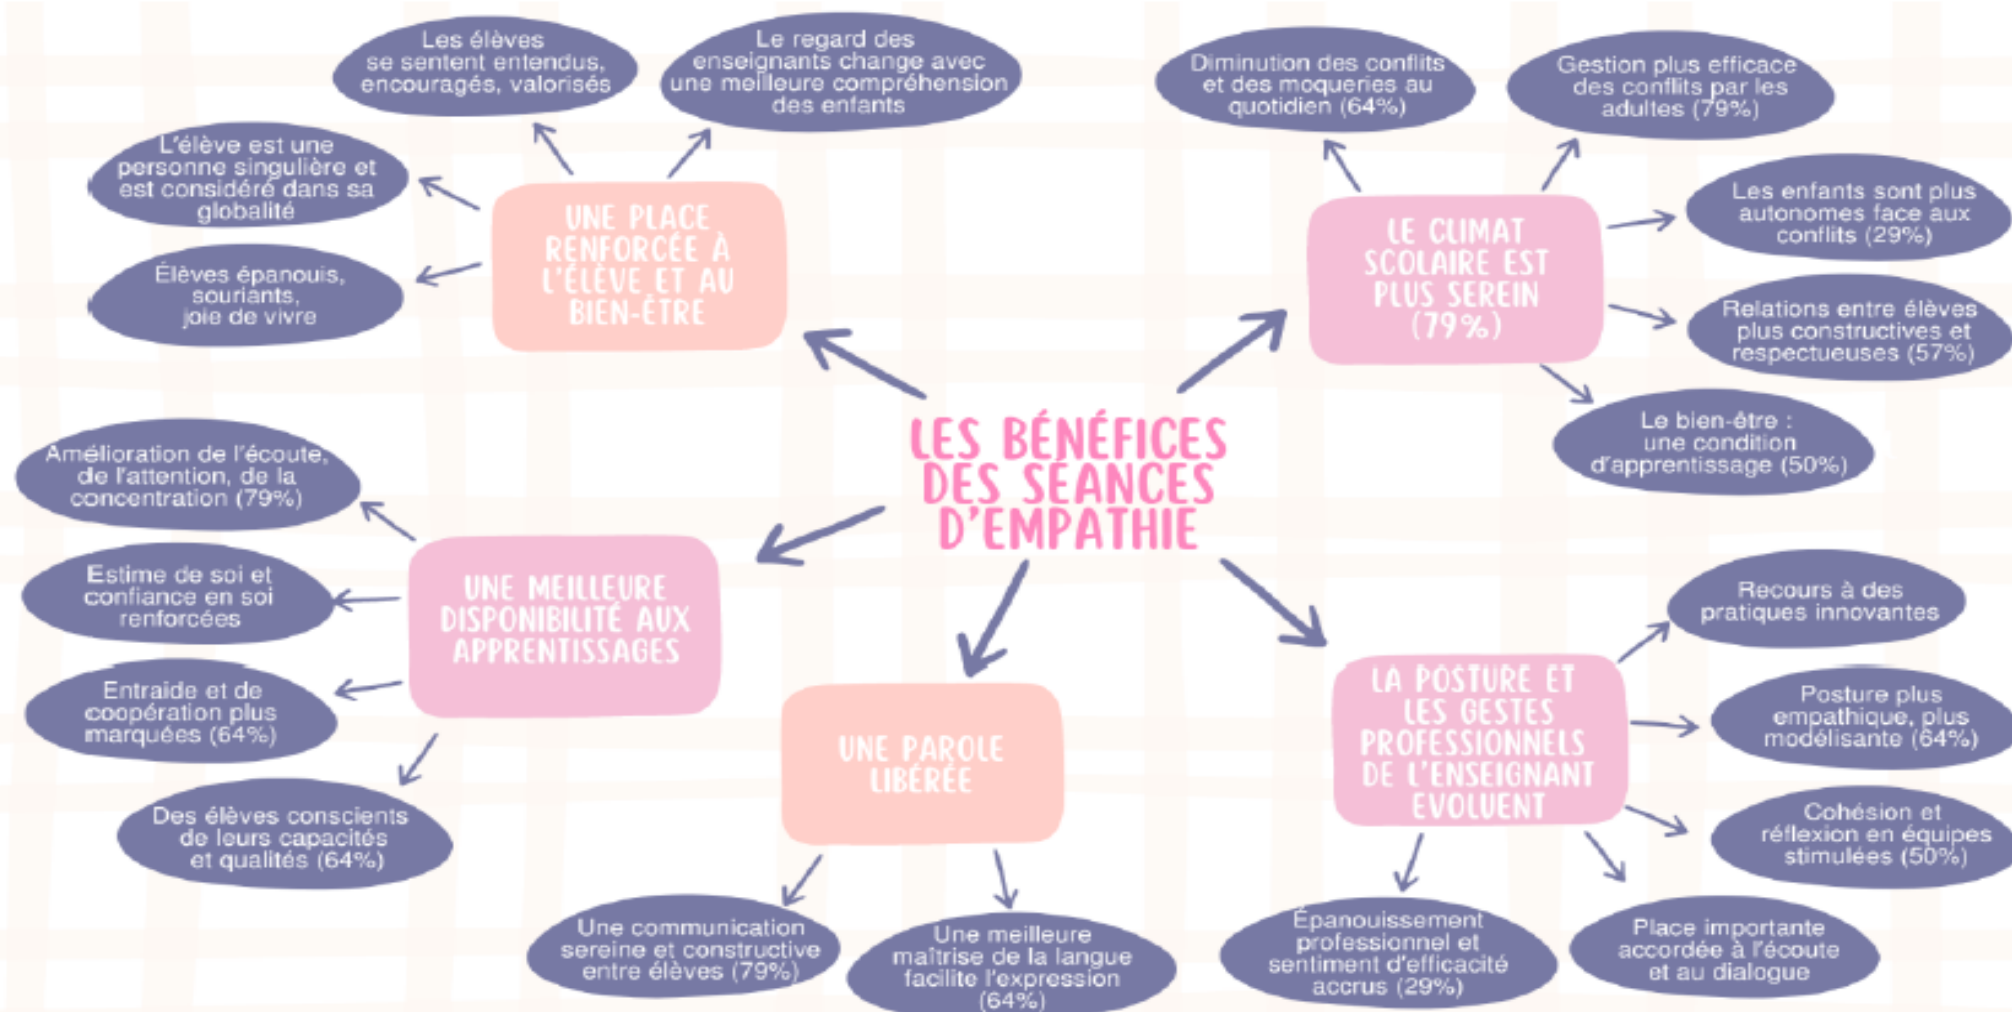 Les élèves
se sentent entendus,
encouragés, valorisés
Le regard des
enseignants change avec
une meilleure compréhension
des enfants
L'élève est une
personne singulière et
est considéré dans sa
globalité
Élèves épanouis,
souriants,
joie de vivre
UNE PLACE
RENFORCÉE À
L'ÉLÈVE ET AU
BIEN-ÊTRE
Diminution des conflits
et des moqueries au
quotidien (64%)
Gestion plus efficace
des conflits par les
adultes (79%)
Les enfants sont plus
autonomes face aux
conflits (29%)
Relations entre élèves
plus constructives et
respectueuses (57%)
Le bien-être :
une condition
d'apprentissage (50%)
LE CLIMAT
SCOLAIRE EST
PLUS SEREIN
(79%)
LES BÉNÉFICES
DES SÉANCES
D'EMPATHIE
Amélioration de l'écoute,
de l'attention, de la
concentration (79%)
Estime de soi et
confiance en soi
renforcées
Entraide et de
coopération plus
marquées (64%)
Des élèves conscients
de leurs capacités
et qualités (64%)
UNE MEILLEURE
DISPONIBILITÉ AUX
APPRENTISSAGES
UNE PAROLE
LIBÉRÉE
Une communication
sereine et constructive
entre élèves (79%)
Une meilleure
maîtrise de la langue
facilite l'expression
(64%)
LA POSTURE ET
LES GESTES
PROFESSIONNELS
DE L'ENSEIGNANT
EVOLUENT
Recours à des
pratiques innovantes
Posture plus
empathique, plus
modélisante (64%)
Cohésion et
réflexion en équipes
stimulées (50%)
Place importante
accordée à l'écoute
et au dialogue
Épanouissement
professionnel et
sentiment d'efficacité
accrus (29%)